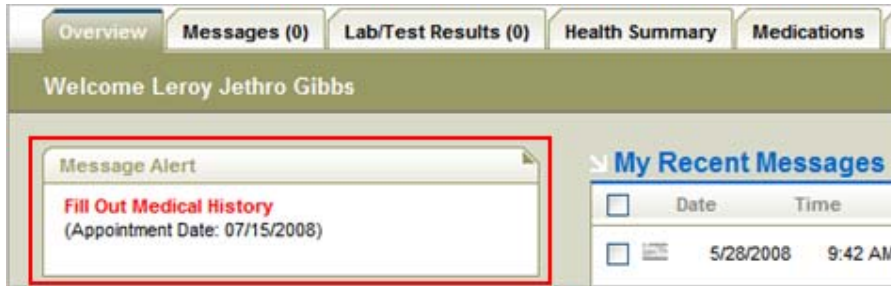 Overview Messages (0) Lab/Test Results (0) Health Summary Medications
Welcome Leroy Jethro Gibbs
Message Alert
Fill Out Medical History
(Appointment Date: 07/15/2008)
My Recent Messages
Date Time
5/28/2008 9:42 AM